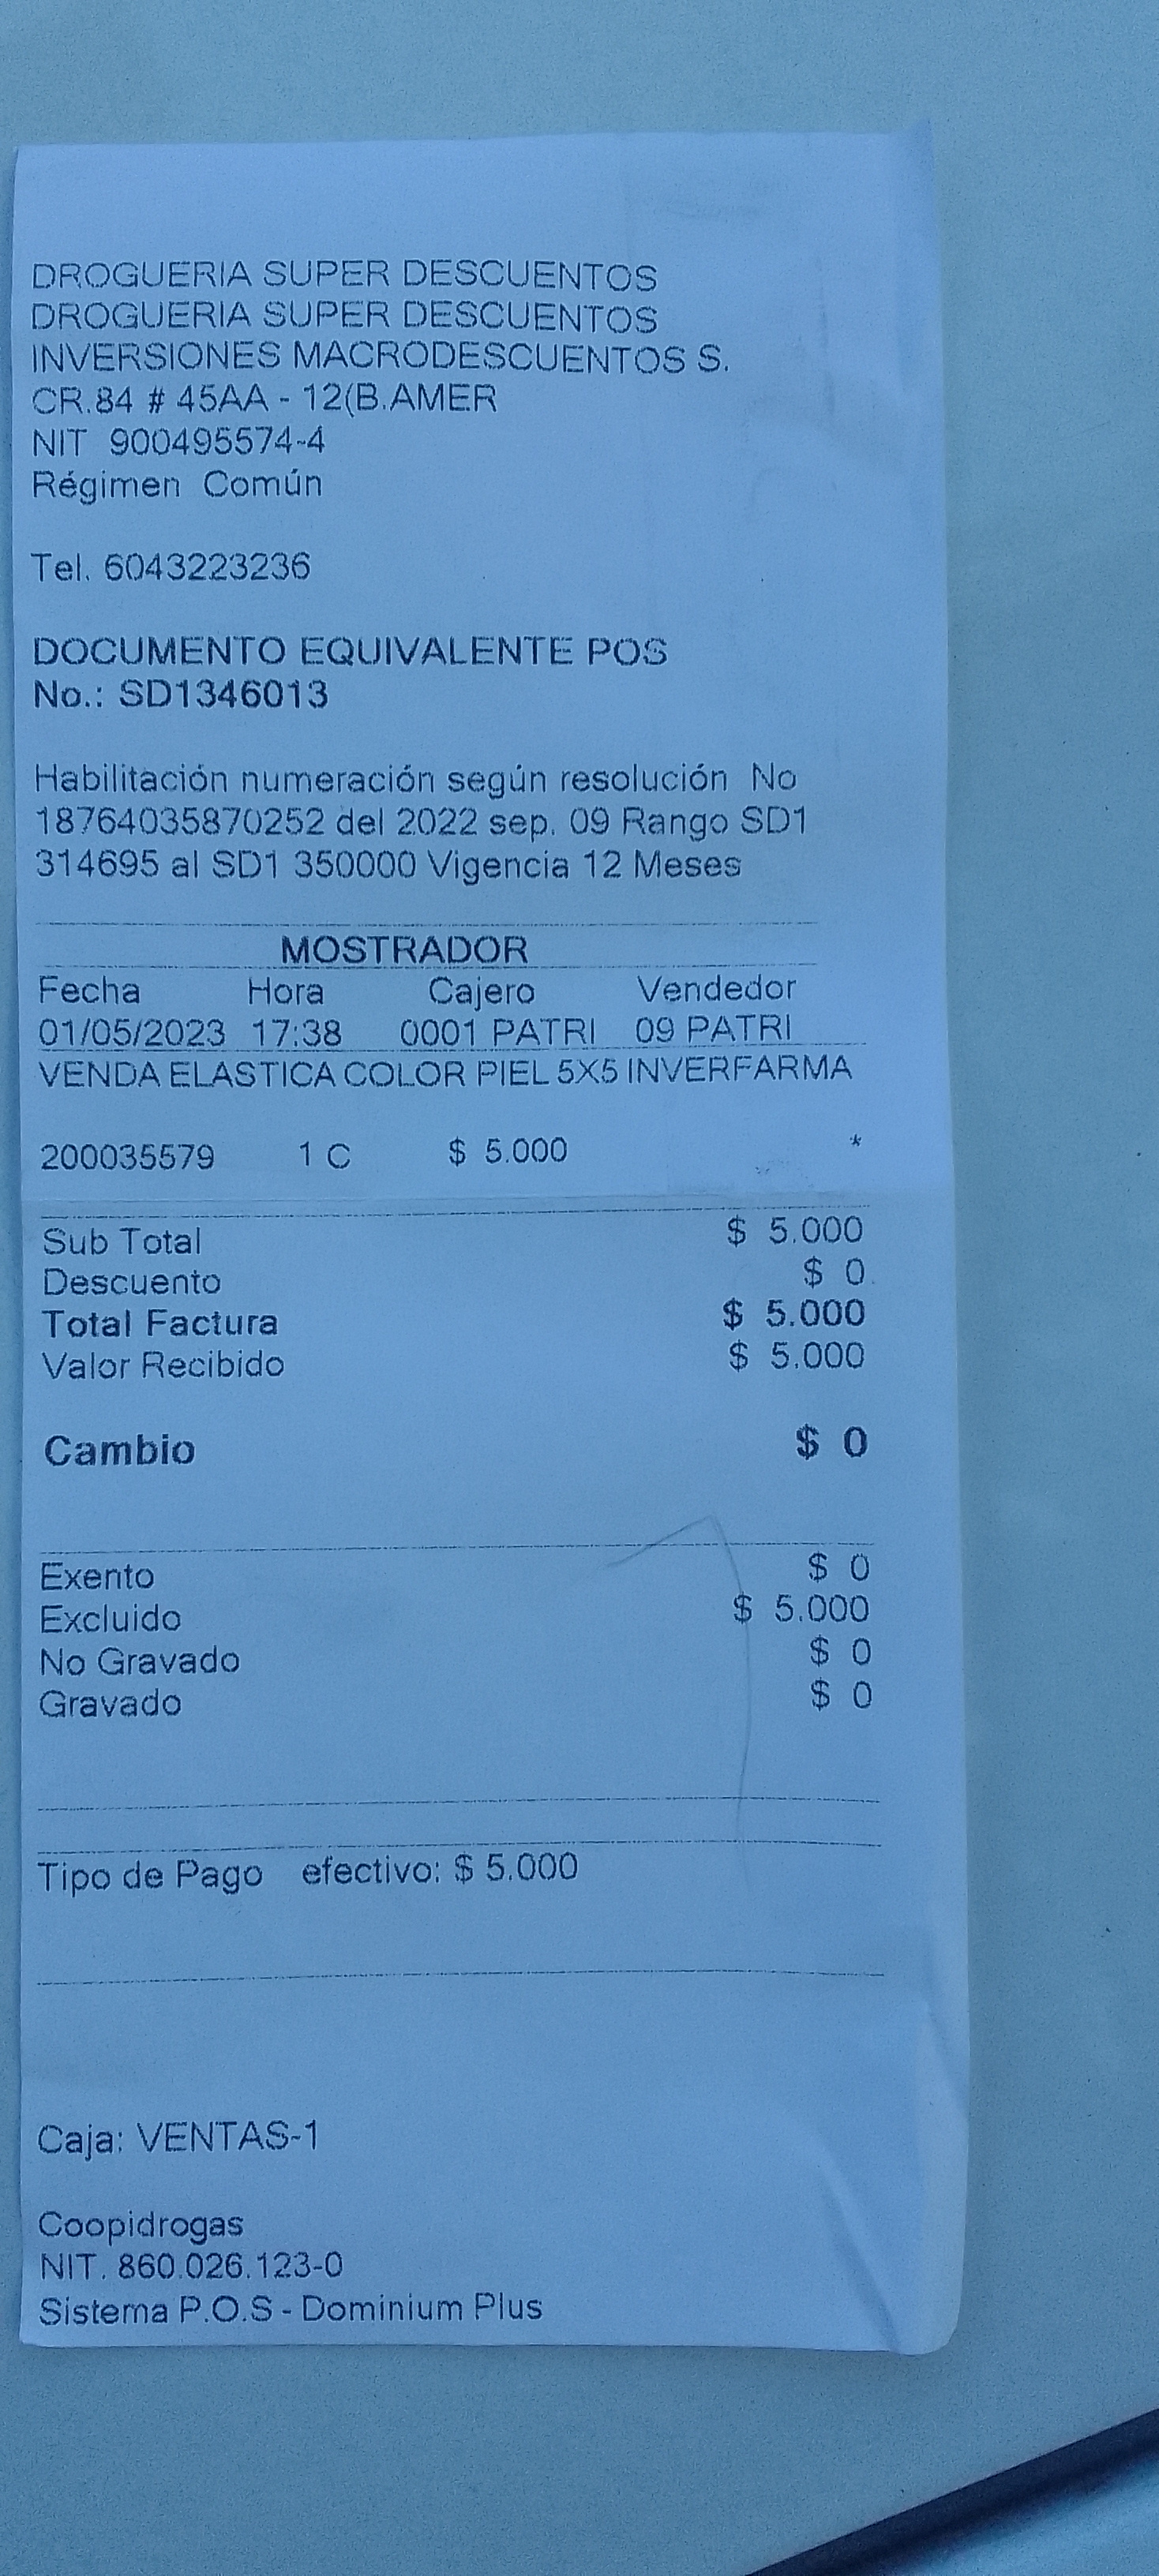 DROGUERIA SUPER DESCUENTOS
DROGUERIA SUPER DESCUENTOS
INVERSIONES MACRODESCUENTOS S.
CR.84 # 45AA - 12(B.AMER
NIT 900495574-4
Régimen Común
Tel. 6043223236
DOCUMENTO EQUIVALENTE POS
No.: SD1346013
Habilitación numeración según resolución No
18764035870252 del 2022 sep. 09 Rango SD1
314695 al SD1 350000 Vigencia 12 Meses
MOSTRADOR
Fecha Hora Cajero Vendedor
01/05/2023 17:38 0001 PATRI 09 PATRI
VENDA ELASTICA COLOR PIEL 5X5 INVERFARMA
200035579 1 C $ 5.000 *
Sub Total $ 5.000
Descuento $ 0
Total Factura $ 5.000
Valor Recibido $ 5.000
Cambio $ 0
Exento $ 0
Excluido $ 5.000
No Gravado $ 0
Gravado $ 0
Tipo de Pago efectivo: $ 5.000
Caja: VENTAS-1
Coopidrogas
NIT. 860.026.123-0
Sistema P.O.S - Dominium Plus